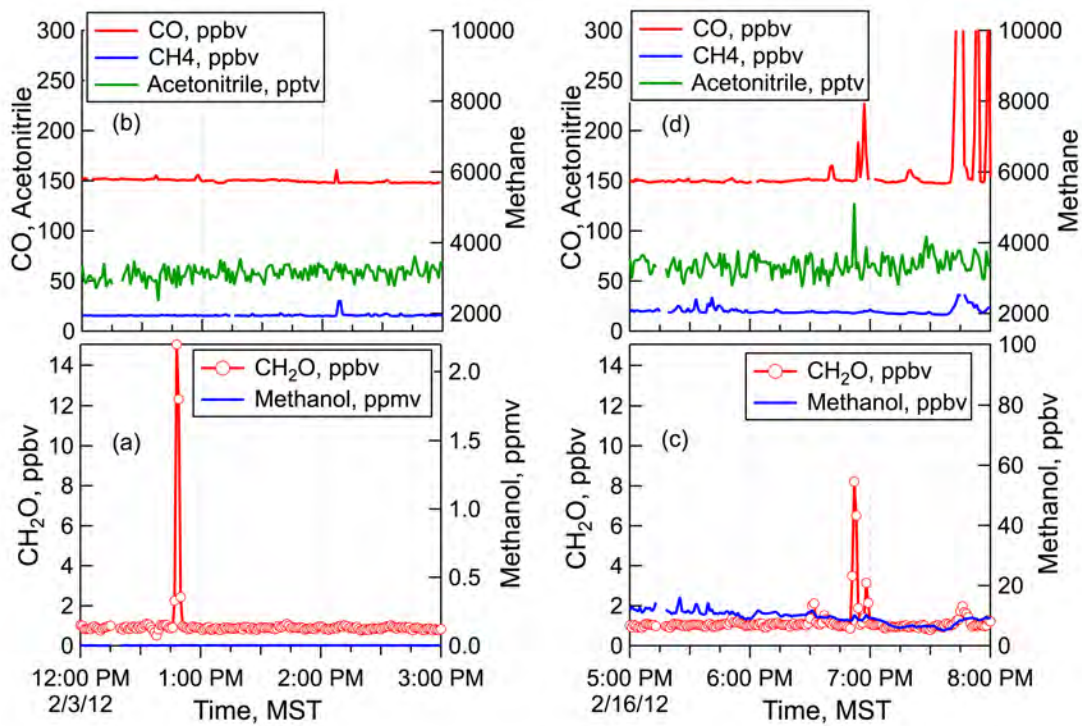 300
250
200
150
100
50
0
CO, Acetonitrile
CO, ppbv
CH4, ppbv
Acetonitrile, pptv
(b)
10000
8000
6000
4000
2000
Methane
300
250
200
150
100
50
0
CO, Acetonitrile
CO, ppbv
CH4, ppbv
Acetonitrile, pptv
(d)
10000
8000
6000
4000
2000
Methane
14
12
10
8
6
4
2
0
CH₂O, ppbv
CH₂O, ppbv
Methanol, ppmv
(a)
2.0
1.5
1.0
0.5
0.0
Methanol, ppmv
12:00 PM
1:00 PM
2:00 PM
3:00 PM
2/3/12
Time, MST
14
12
10
8
6
4
2
0
CH₂O, ppbv
CH₂O, ppbv
Methanol, ppbv
(c)
100
80
60
40
20
0
Methanol, ppbv
5:00 PM
6:00 PM
7:00 PM
8:00 PM
2/16/12
Time, MST